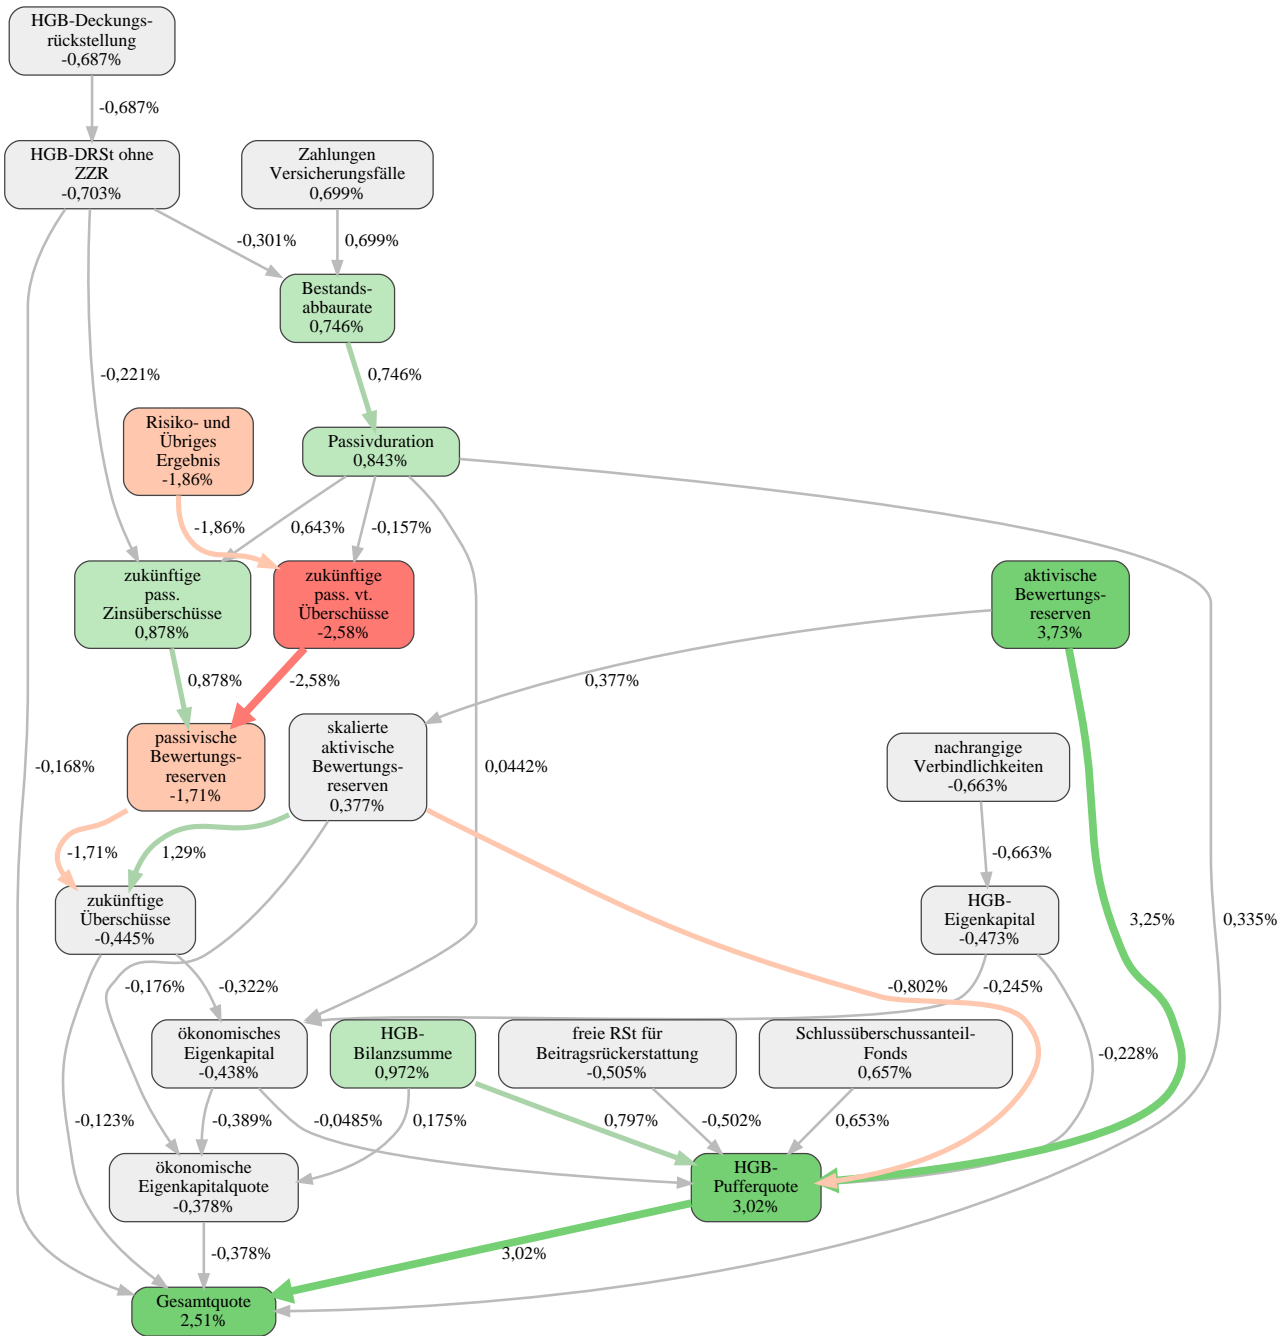 HGB-Deckungs-
rückstellung
-0,687%
-0,687%
HGB-DRSt ohne
ZZR
-0,703%
Zahlungen
Versicherungsfälle
0,699%
-0,301%
0,699%
Bestands-
abbaurate
0,746%
-0,221%
0,746%
Risiko- und
Übriges
Ergebnis
-1,86%
Passivduration
0,843%
-1,86%
0,643%
-0,157%
zukünftige
pass.
Zinsüberschüsse
0,878%
zukünftige
pass. vt.
Überschüsse
-2,58%
aktivische
Bewertungs-
reserven
3,73%
0,878%
-2,58%
0,377%
passivische
Bewertungs-
reserven
-1,71%
skalierte
aktivische
Bewertungs-
reserven
0,377%
nachrangige
Verbindlichkeiten
-0,663%
-0,168%
0,0442%
-1,71%
1,29%
-0,663%
zukünftige
Überschüsse
-0,445%
HGB-
Eigenkapital
-0,473%
3,25%
0,335%
-0,176%
-0,322%
-0,802%
-0,245%
ökonomisches
Eigenkapital
-0,438%
HGB-
Bilanzsumme
0,972%
freie RSt für
Beitragsrückerstattung
-0,505%
Schlussüberschussanteil-
Fonds
0,657%
-0,228%
-0,123%
-0,389%
-0,0485%
0,175%
0,797%
-0,502%
0,653%
ökonomische
Eigenkapitalquote
-0,378%
HGB-
Pufferquote
3,02%
-0,378%
3,02%
Gesamtquote
2,51%